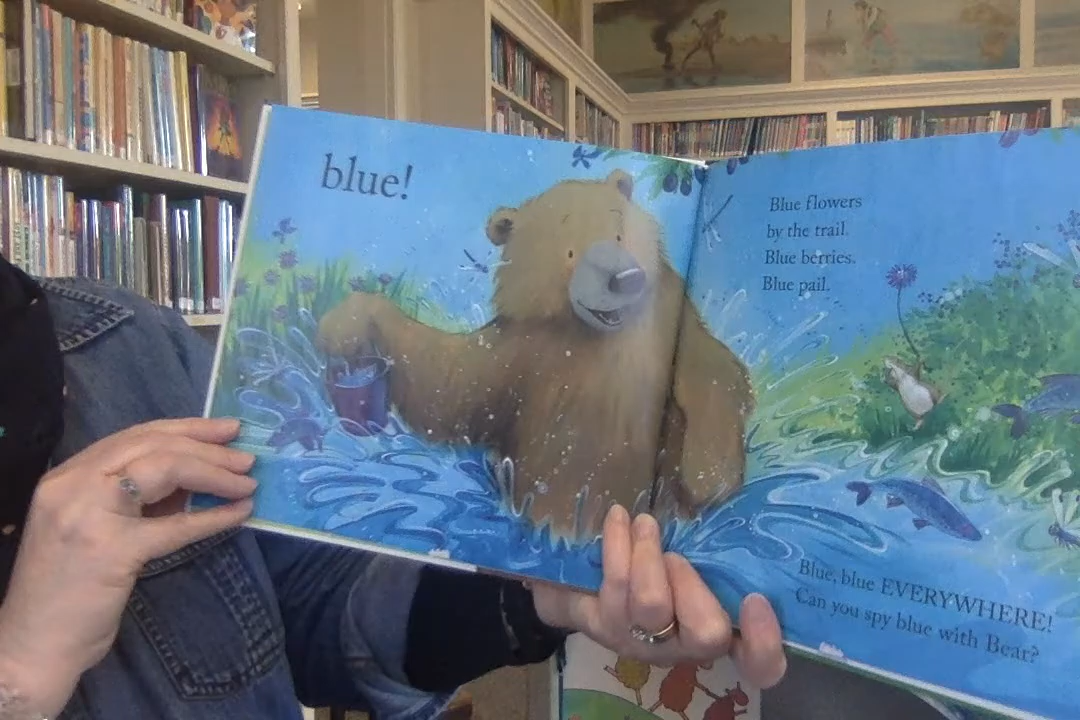 blue!
Blue flowers
by the trail.
Blue berries.
Blue pail.
Blue, blue EVERYWHERE!
Can you spy blue with Bear?